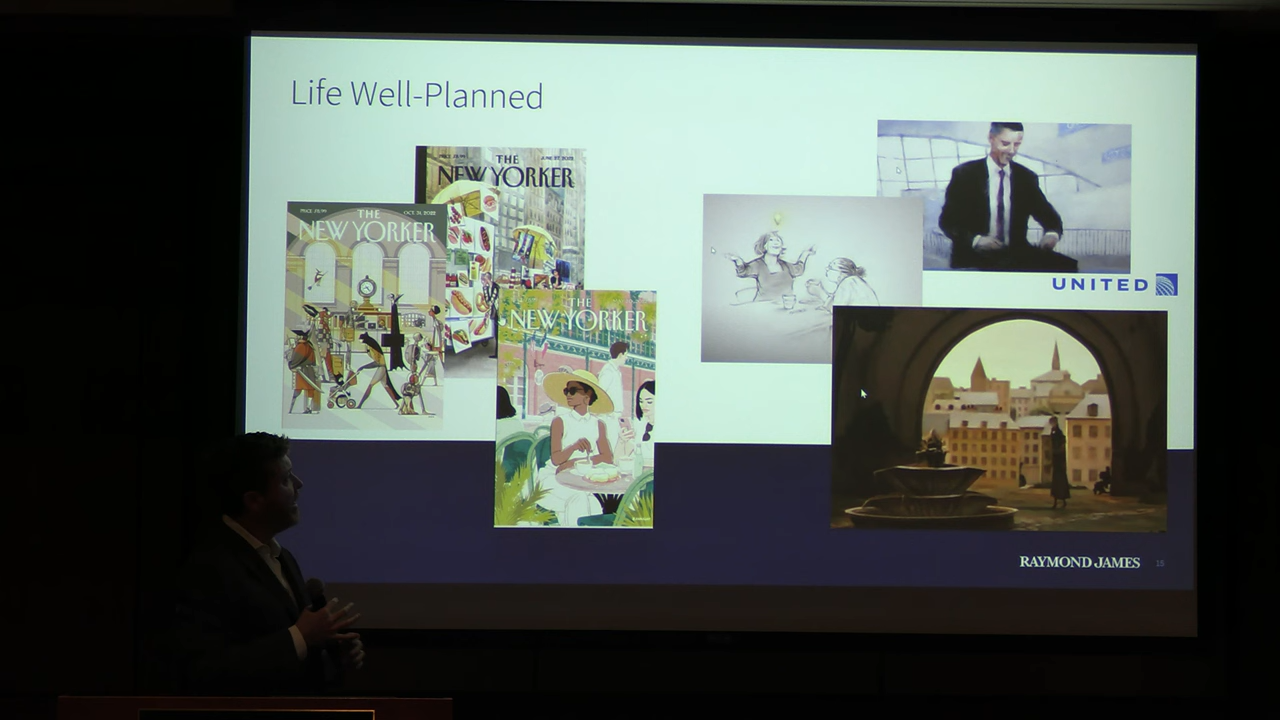 Life Well-Planned
THE
NEW YORKER
THE
NEW YORKER
THE
NEW YORKER
UNITED
RAYMOND JAMES